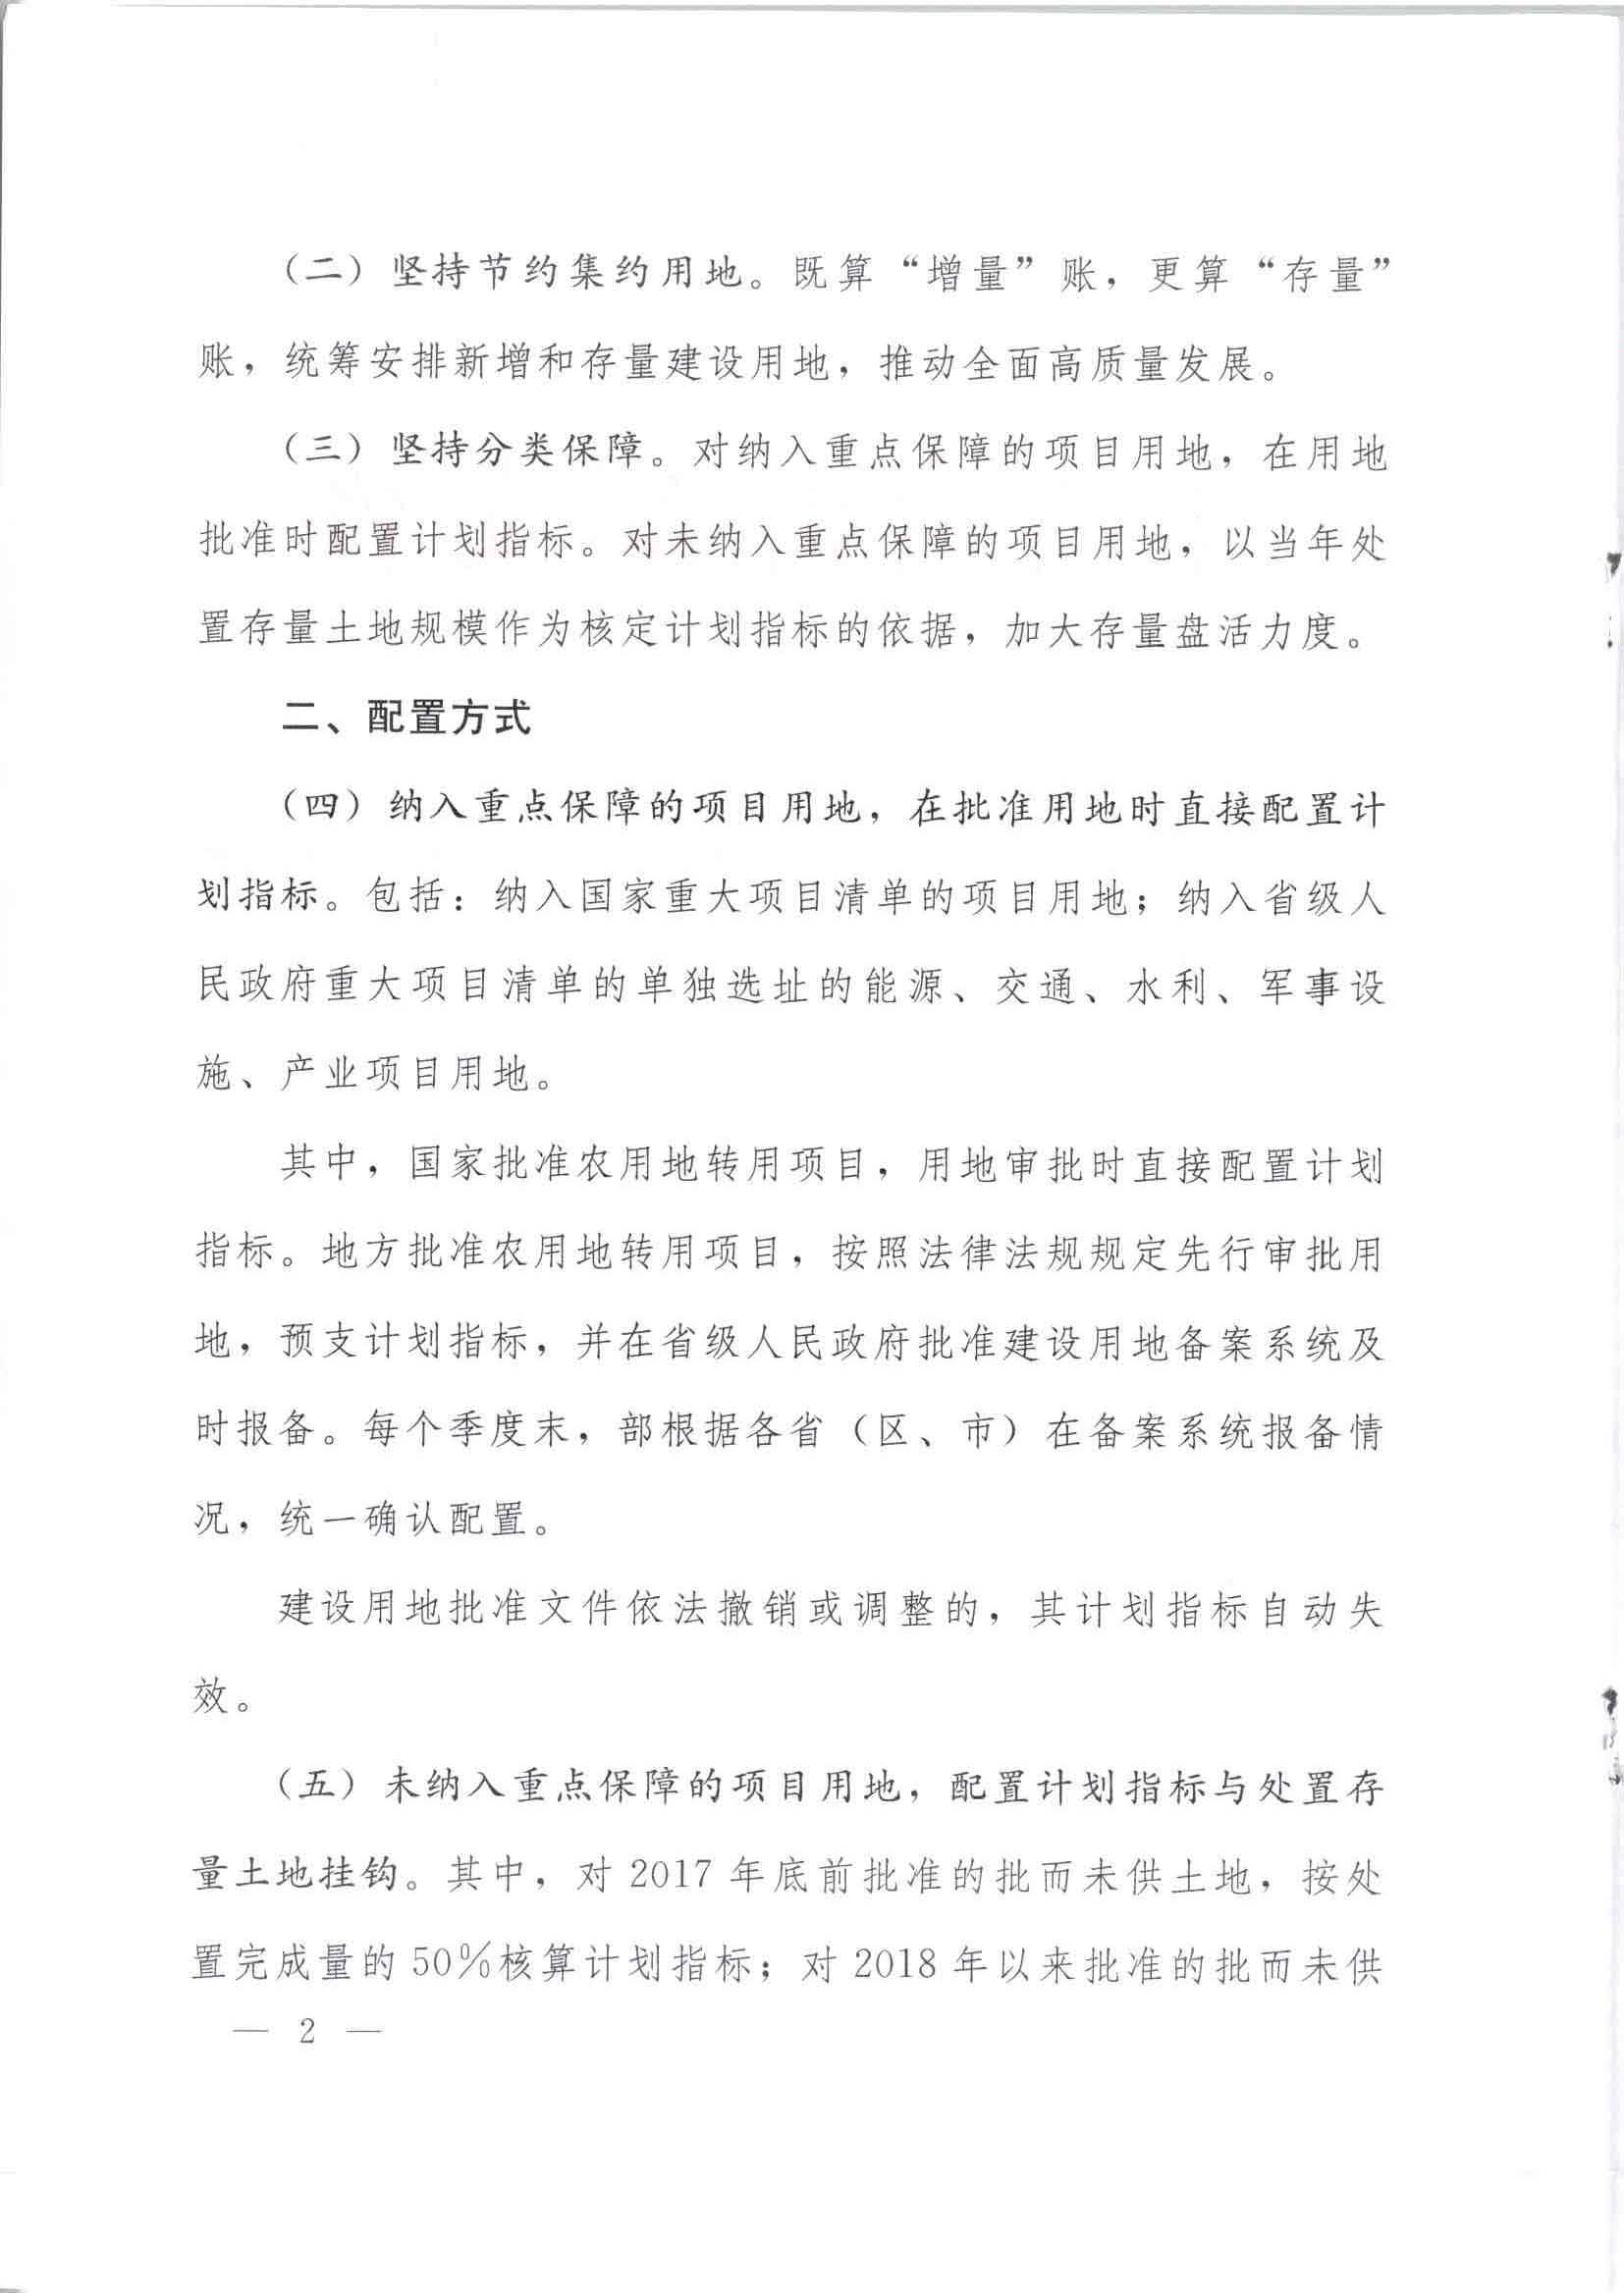 （二）坚持节约集约用地。既算“增量”账，更算“存量”
账，统筹安排新增和存量建设用地，推动全面高质量发展。
（三）坚持分类保障。对纳入重点保障的项目用地，在用地
批准时配置计划指标。对未纳入重点保障的项目用地，以当年处
置存量土地规模作为核定计划指标的依据，加大存量盘活力度。
二、配置方式
（四）纳入重点保障的项目用地，在批准用地时直接配置计
划指标。包括：纳入国家重大项目清单的项目用地；纳入省级人
民政府重大项目清单的单独选址的能源、交通、水利、军事设
施、产业项目用地。
其中，国家批准农用地转用项目，用地审批时直接配置计划
指标。地方批准农用地转用项目，按照法律法规规定先行审批用
地，预支计划指标，并在省级人民政府批准建设用地备案系统及
时报备。每个季度末，部根据各省（区、市）在备案系统报备情
况，统一确认配置。
建设用地批准文件依法撤销或调整的，其计划指标自动失
效。
（五）未纳入重点保障的项目用地，配置计划指标与处置存
量土地挂钩。其中，对 2017 年底前批准的批而未供土地，按处
置完成量的 50%核算计划指标；对 2018 年以来批准的批而未供
— 2 —